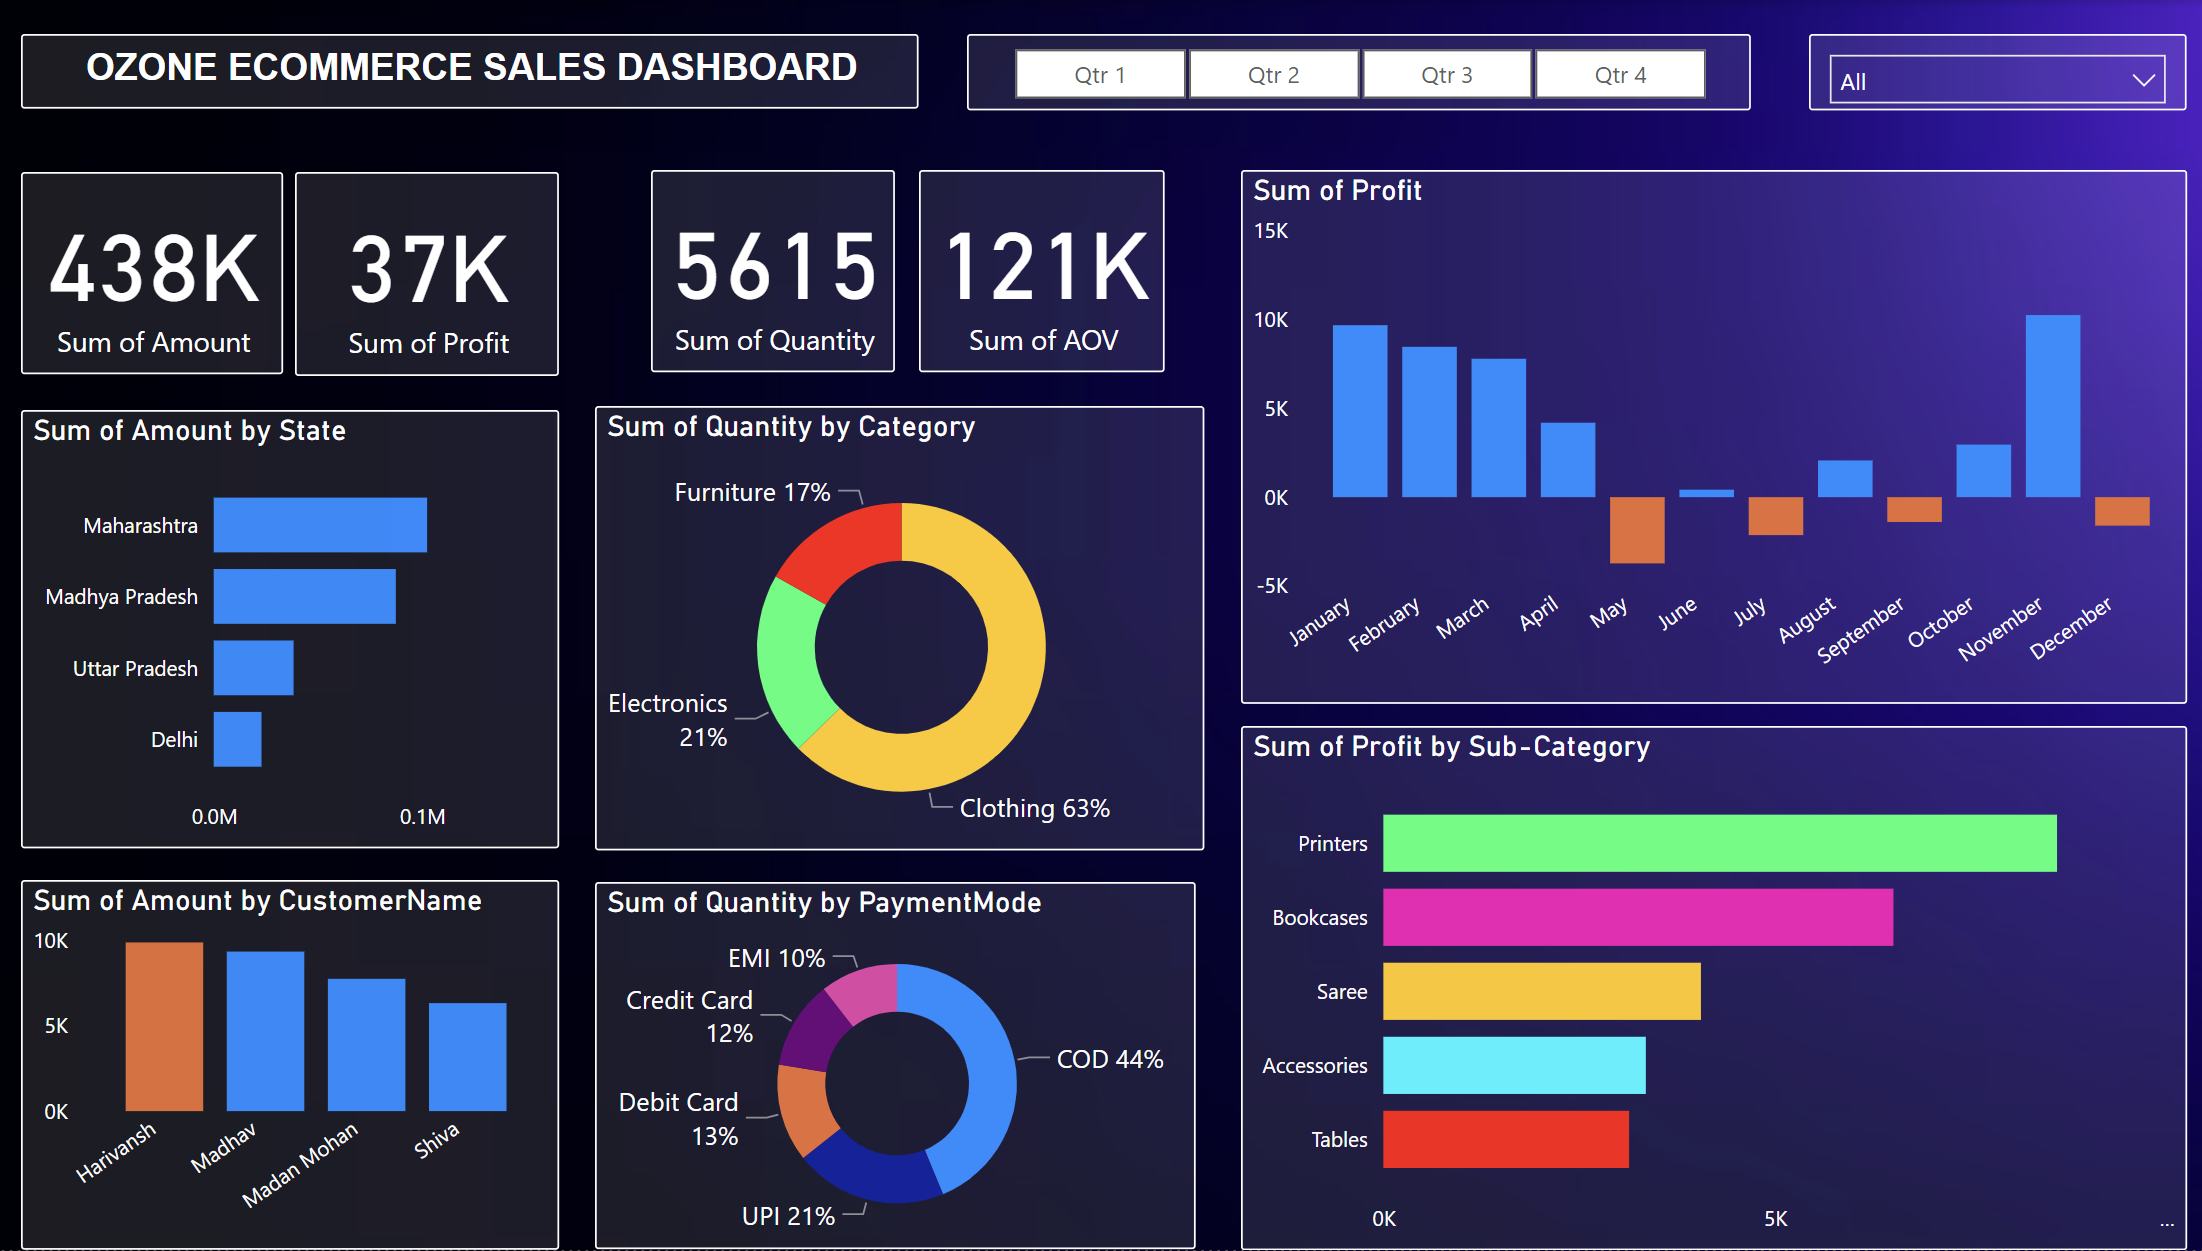 OZONE ECOMMERCE SALES DASHBOARD
Qtr 1
Qtr 2
Qtr 3
Qtr 4
All
438K
Sum of Amount
37K
Sum of Profit
5615
Sum of Quantity
121K
Sum of AOV
Sum of Amount by State
Maharashtra
Madhya Pradesh
Uttar Pradesh
Delhi
0.0M
0.1M
Sum of Quantity by Category
Furniture 17%
Electronics
21%
Clothing 63%
Sum of Profit
15K
10K
5K
0K
-5K
January
February
March
April
May
June
July
August
September
October
November
December
Sum of Amount by CustomerName
10K
5K
0K
Harivansh
Madhav
Madan Mohan
Shiva
Sum of Quantity by PaymentMode
EMI 10%
Credit Card
12%
COD 44%
Debit Card
13%
UPI 21%
Sum of Profit by Sub-Category
Printers
Bookcases
Saree
Accessories
Tables
0K
5K
...